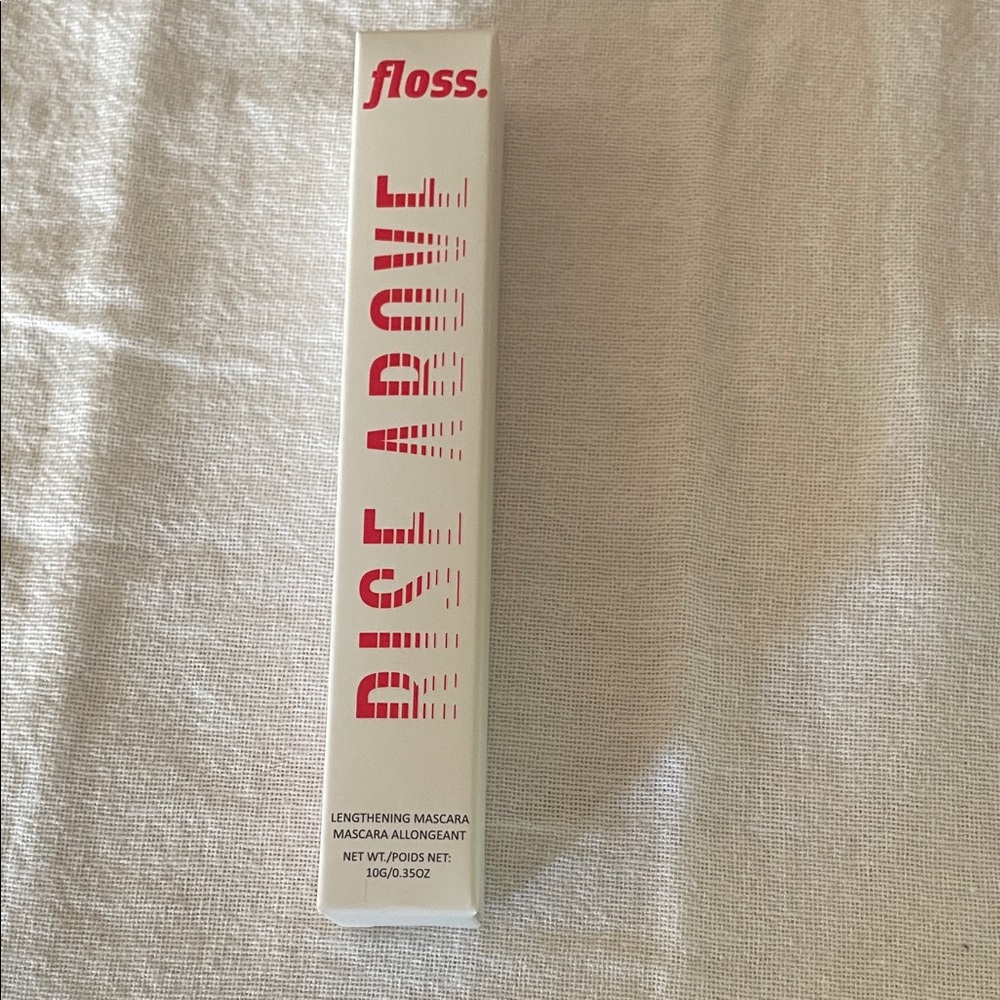 floss.
RISE ABOVE
LENGTHENING MASCARA
MASCARA ALLONGEANT
NET WT./POIDS NET:
10G/0.35OZ